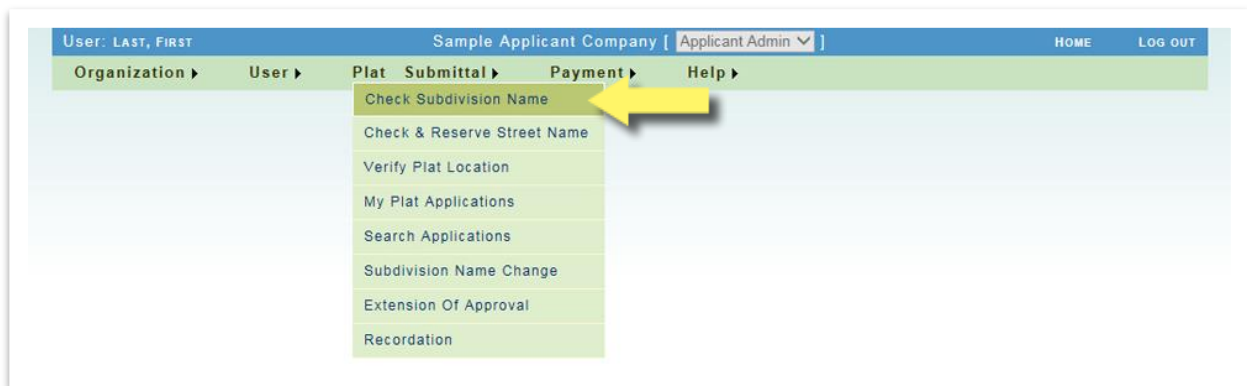 User: LAST, FIRST Sample Applicant Company [ Applicant Admin ] HOME LOG OUT
Organization User Plat Submittal Payment Help
Check Subdivision Name
Check & Reserve Street Name
Verify Plat Location
My Plat Applications
Search Applications
Subdivision Name Change
Extension Of Approval
Recordation